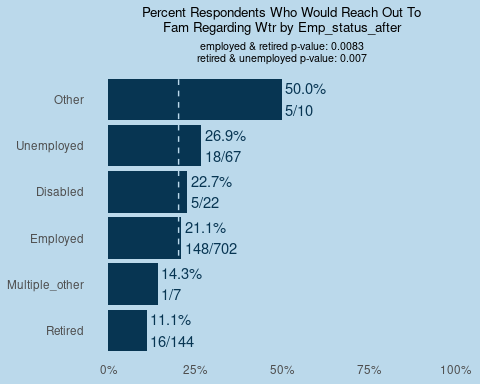 Percent Respondents Who Would Reach Out To
Fam Regarding Wtr by Emp_status_after
employed & retired p-value: 0.0083
retired & unemployed p-value: 0.007
Other
50.0%
5/10
Unemployed
26.9%
18/67
Disabled
22.7%
5/22
Employed
21.1%
148/702
Multiple_other
14.3%
1/7
Retired
11.1%
16/144
0%
25%
50%
75%
100%